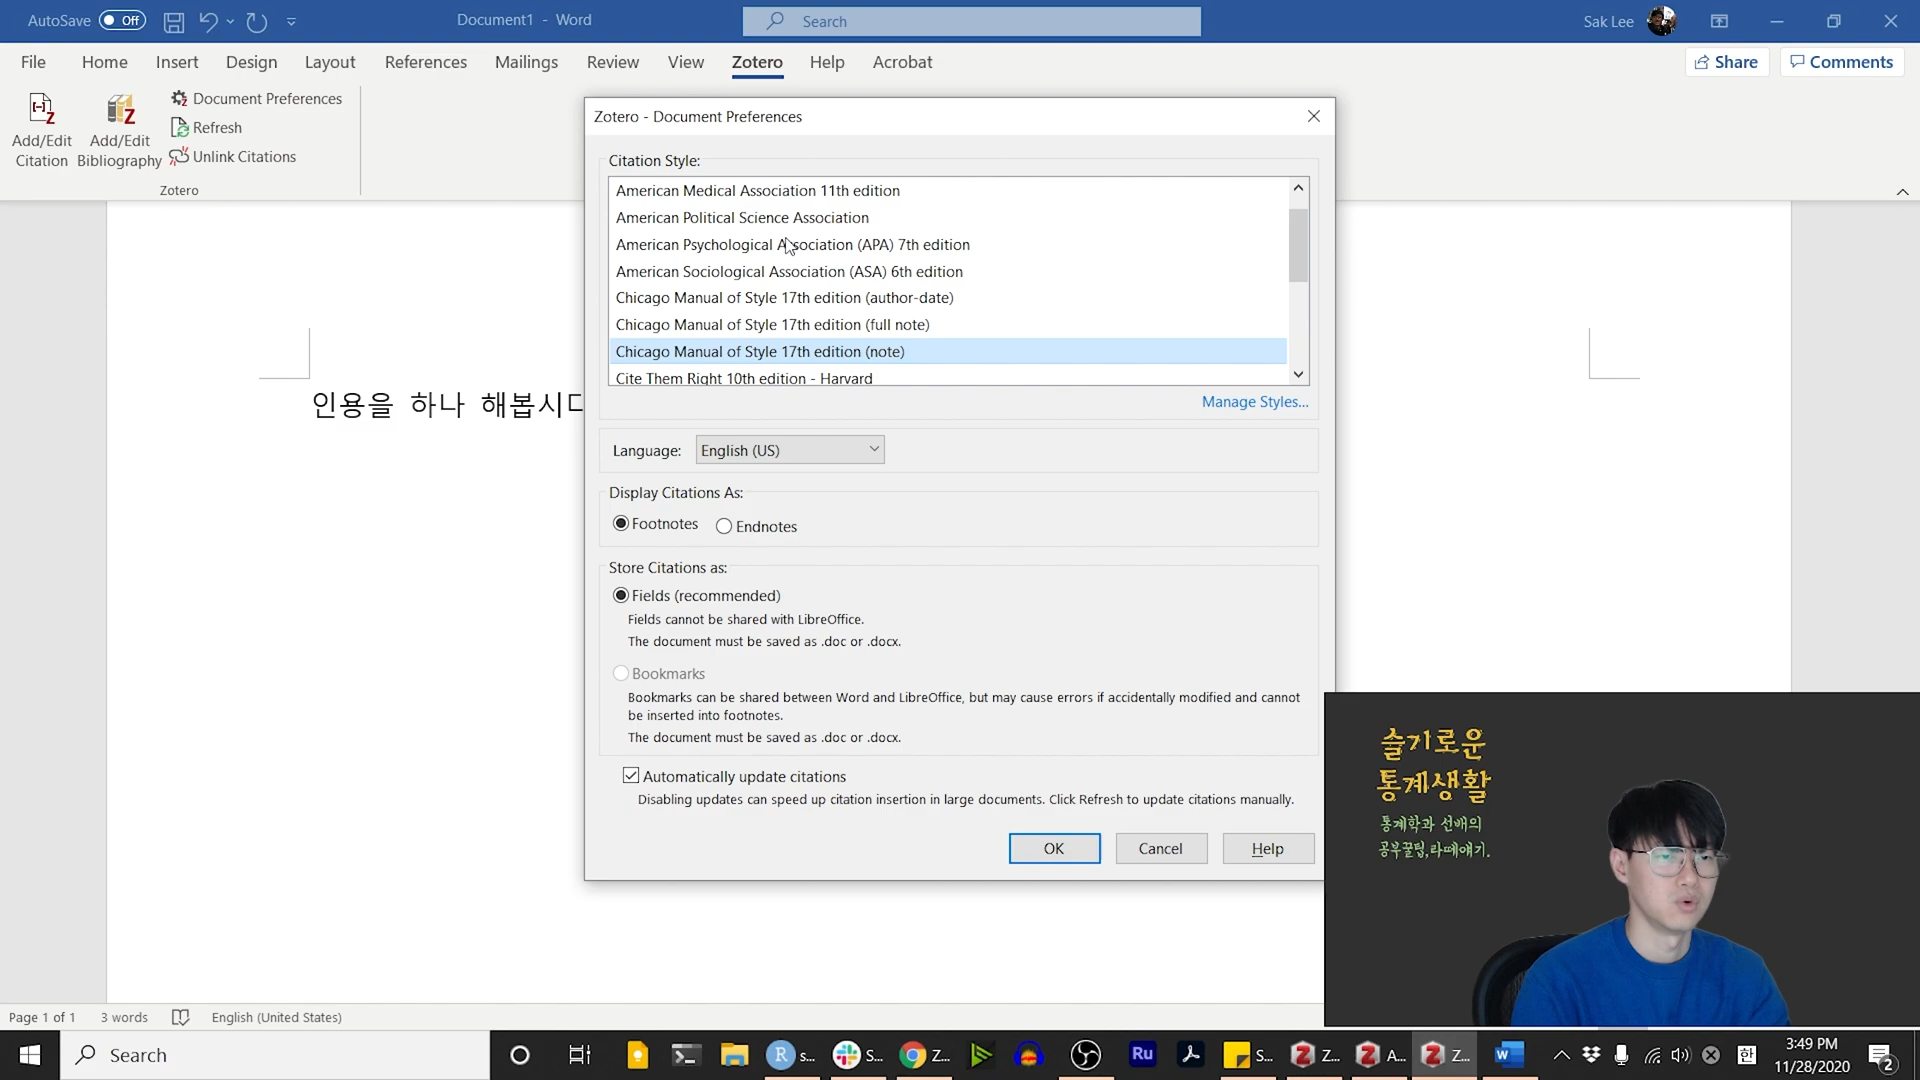 AutoSave Off
Document1 - Word
Search
Sak Lee
File Home Insert Design Layout References Mailings Review View Zotero Help Acrobat
Share
Comments
Add/Edit Citation
Add/Edit Bibliography
Document Preferences
Refresh
Unlink Citations
Zotero
Zotero - Document Preferences
Citation Style:
American Medical Association 11th edition
American Political Science Association
American Psychological Association (APA) 7th edition
American Sociological Association (ASA) 6th edition
Chicago Manual of Style 17th edition (author-date)
Chicago Manual of Style 17th edition (full note)
Chicago Manual of Style 17th edition (note)
Cite Them Right 10th edition - Harvard
Manage Styles...
인용을 하나 해봅시
Language: English (US)
Display Citations As:
Footnotes Endnotes
Store Citations as:
Fields (recommended)
Fields cannot be shared with LibreOffice.
The document must be saved as .doc or .docx.
Bookmarks
Bookmarks can be shared between Word and LibreOffice, but may cause errors if accidentally modified and cannot
be inserted into footnotes.
The document must be saved as .doc or .docx.
Automatically update citations
Disabling updates can speed up citation insertion in large documents. Click Refresh to update citations manually.
OK Cancel Help
슬기로운
통계생활
통계학과 선배의
공부꿀팁,라떼얘기.
Page 1 of 1 3 words English (United States)
Search
R s...
S...
Z...
Ru
S...
Z Z...
Z A...
Z Z...
W
한
3:49 PM
11/28/2020
2